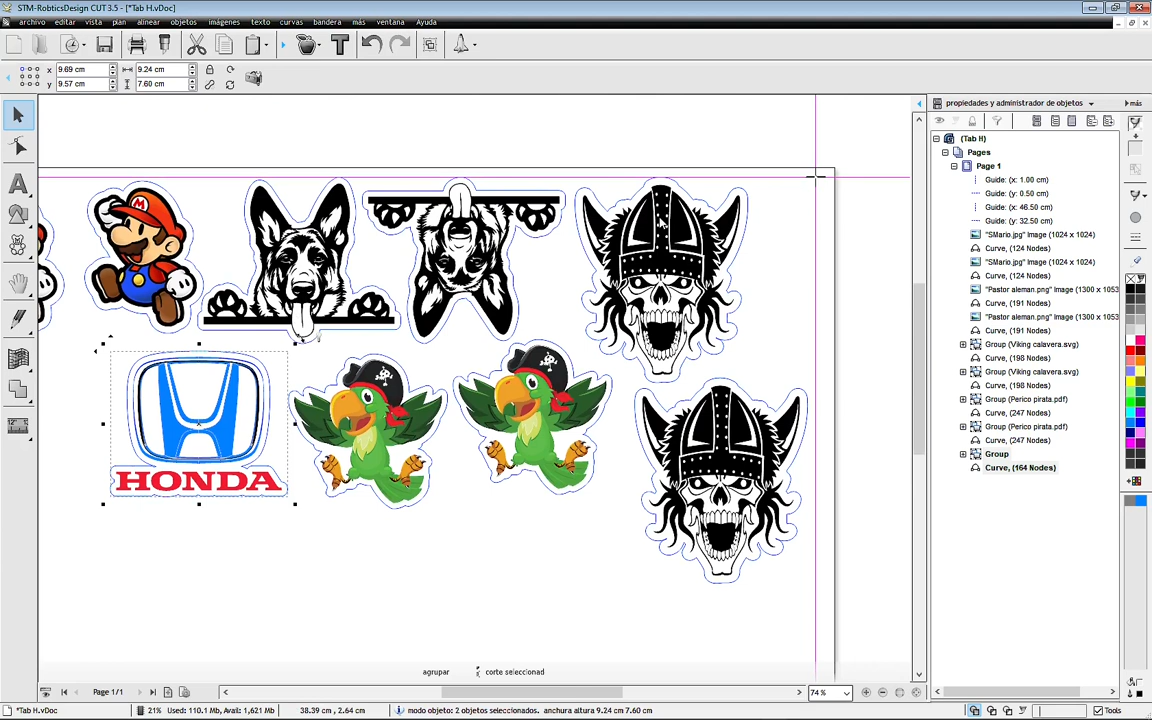 STM-RobticsDesign CUT 3.5 - [*Tab H.vDoc]
archivo editar vista plan alinear objetos imágenes texto curvas bandera más ventana Ayuda
x 9.69 cm 9.24 cm
y 9.57 cm 7.60 cm
propiedades y administrador de objetos más
(Tab H)
Pages
Page 1
Guide: (x: 1.00 cm)
Guide: (y: 0.50 cm)
Guide: (x: 46.50 cm)
Guide: (y: 32.50 cm)
"SMario.jpg" Image (1024 x 1024)
Curve, (124 Nodes)
"SMario.jpg" Image (1024 x 1024)
Curve, (124 Nodes)
"Pastor aleman.png" Image (1300 x 1053
Curve, (191 Nodes)
"Pastor aleman.png" Image (1300 x 1053
Curve, (191 Nodes)
Group (Viking calavera.svg)
Curve, (198 Nodes)
Group (Viking calavera.svg)
Curve, (198 Nodes)
Group (Perico pirata.pdf)
Curve, (247 Nodes)
Group (Perico pirata.pdf)
Curve, (247 Nodes)
Group
Curve, (164 Nodes)
M
HONDA
agrupar corte seleccionad
Page 1/1 74%
*Tab H.vDoc 21% Used: 110.1 Mb, Avail: 1,621 Mb 38.39 cm, 2.64 cm modo objeto: 2 objetos seleccionados. anchura altura 9.24 cm 7.60 cm Tools